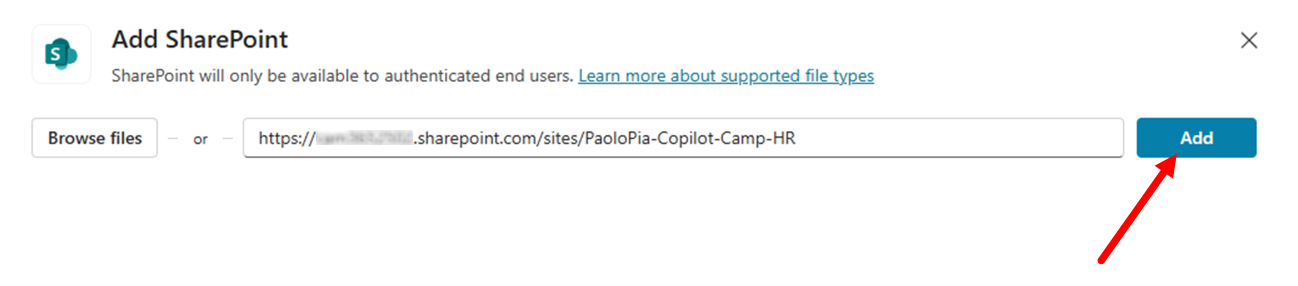 Add SharePoint
SharePoint will only be available to authenticated end users. Learn more about supported file types
Browse files or https:// .sharepoint.com/sites/PaoloPia-Copilot-Camp-HR Add